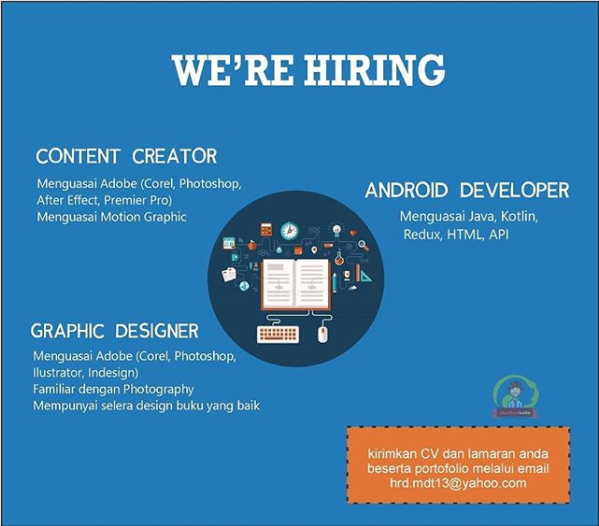 WE'RE HIRING
CONTENT CREATOR
Menguasai Adobe (Corel, Photoshop,
After Effect, Premier Pro)
Menguasai Motion Graphic
ANDROID DEVELOPER
Menguasai Java, Kotlin,
Redux, HTML, API
GRAPHIC DESIGNER
Menguasai Adobe (Corel, Photoshop,
Ilustrator, Indesign)
Familiar dengan Photography
Mempunyai selera design buku yang baik
kirimkan CV dan lamaran anda
beserta portofolio melalui email
hrd.mdt13@yahoo.com